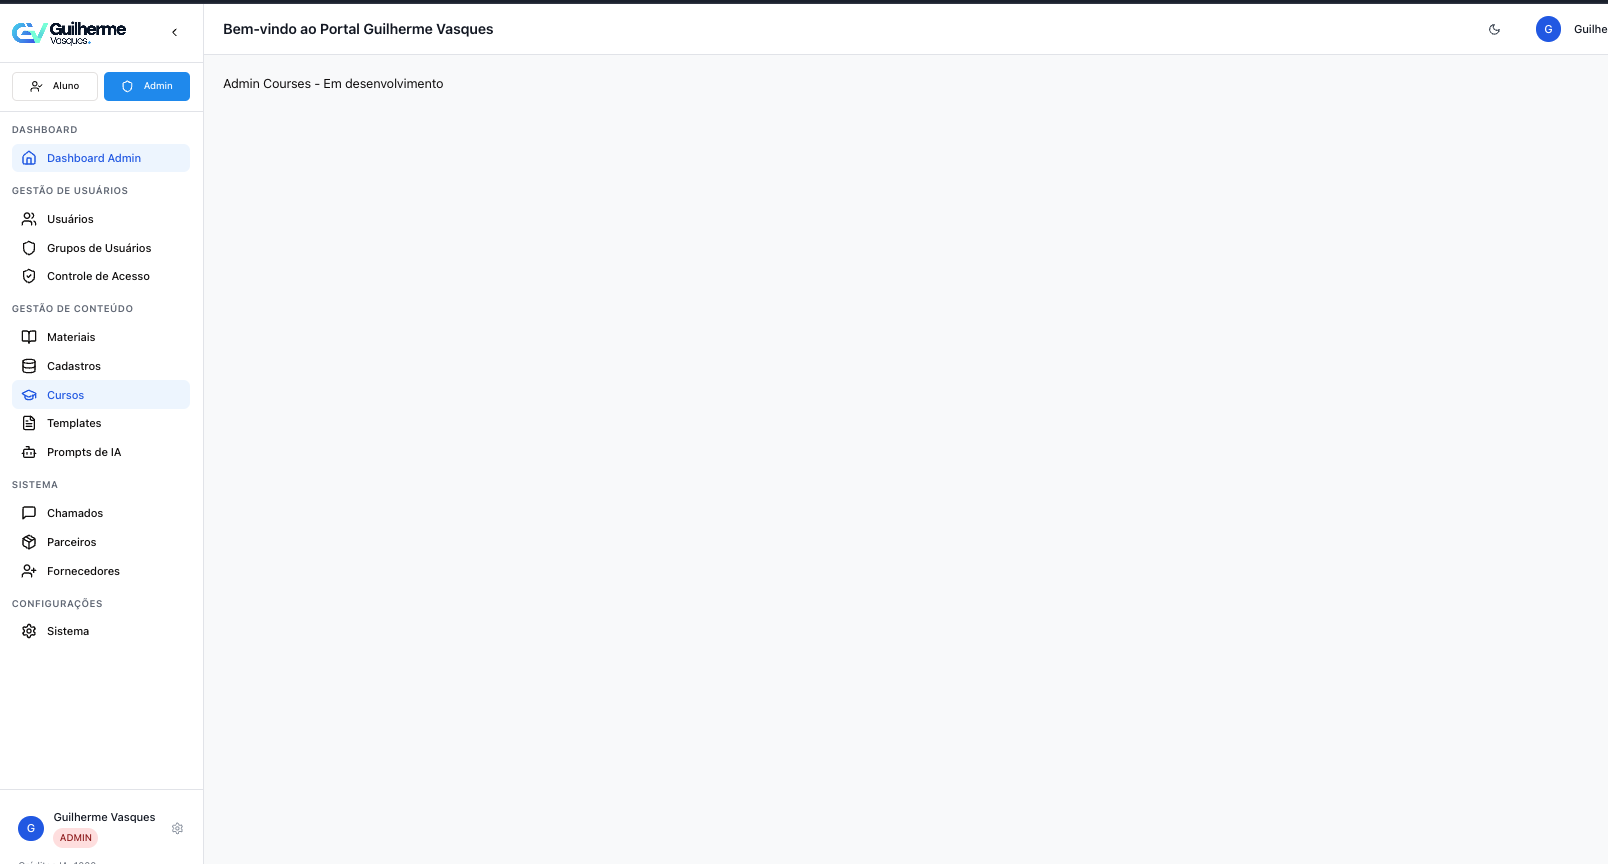 Guilherme
Vasques.
Bem-vindo ao Portal Guilherme Vasques
G
Guilhe
Aluno
Admin
Admin Courses - Em desenvolvimento
DASHBOARD
Dashboard Admin
GESTÃO DE USUÁRIOS
Usuários
Grupos de Usuários
Controle de Acesso
GESTÃO DE CONTEÚDO
Materiais
Cadastros
Cursos
Templates
Prompts de IA
SISTEMA
Chamados
Parceiros
Fornecedores
CONFIGURAÇÕES
Sistema
G
Guilherme Vasques
ADMIN